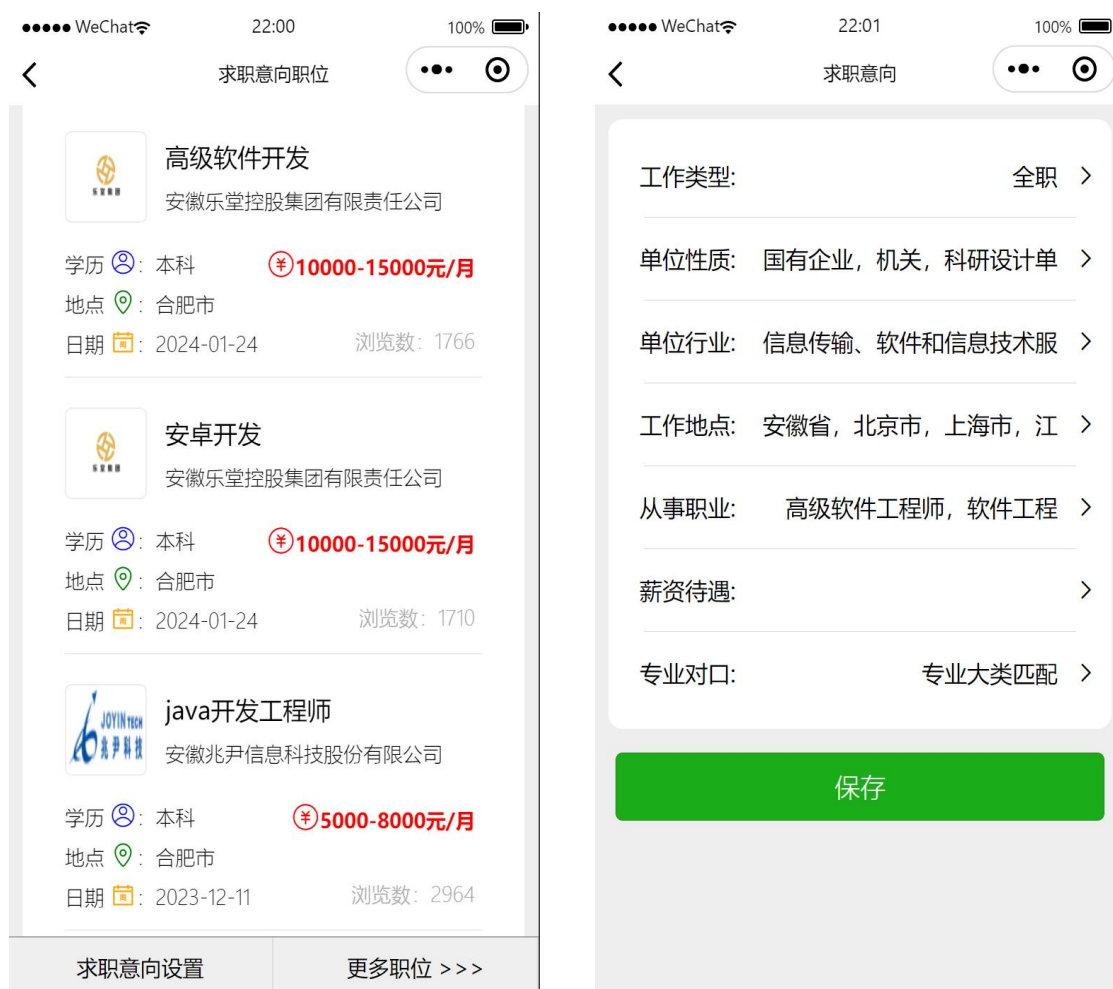 WeChat 22:00 100%
求职意向职位
乐堂集团
高级软件开发
安徽乐堂控股集团有限责任公司
学历 : 本科 10000-15000元/月
地点 : 合肥市
日期 : 2024-01-24 浏览数: 1766
乐堂集团
安卓开发
安徽乐堂控股集团有限责任公司
学历 : 本科 10000-15000元/月
地点 : 合肥市
日期 : 2024-01-24 浏览数: 1710
JOYIN TECH
兆尹科技
java开发工程师
安徽兆尹信息科技股份有限公司
学历 : 本科 5000-8000元/月
地点 : 合肥市
日期 : 2023-12-11 浏览数: 2964
求职意向设置 更多职位 >>>
WeChat 22:01 100%
求职意向
工作类型: 全职
单位性质: 国有企业，机关，科研设计单
单位行业: 信息传输、软件和信息技术服
工作地点: 安徽省，北京市，上海市，江
从事职业: 高级软件工程师，软件工程
薪资待遇:
专业对口: 专业大类匹配
保存